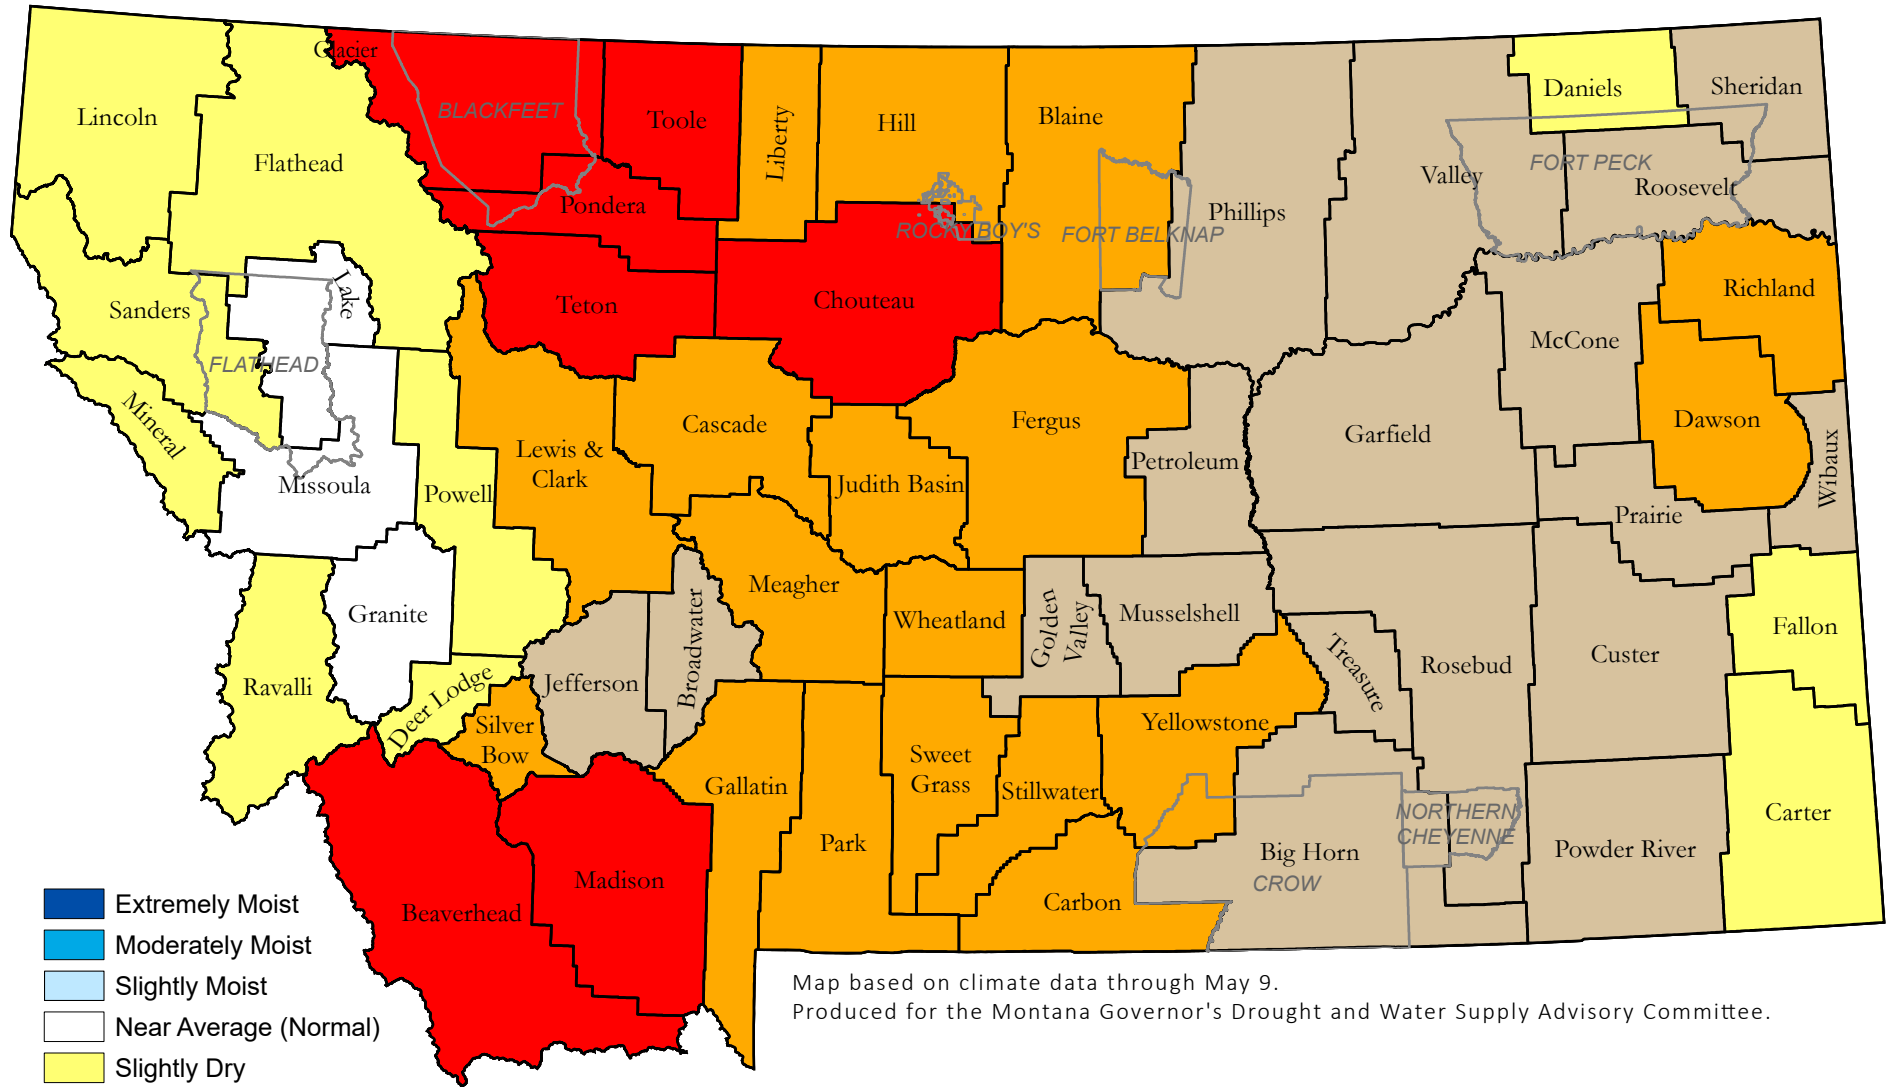 Glacier
BLACKFEET
Toole
Liberty
Hill
Blaine
Daniels
Sheridan
Lincoln
Flathead
Pondera
ROCKY BOY'S
FORT BELKNAP
Phillips
Valley
FORT PECK
Roosevelt
Sanders
Lake
Teton
Chouteau
McCone
Richland
FLATHEAD
Mineral
Missoula
Powell
Lewis &
Clark
Cascade
Judith Basin
Fergus
Petroleum
Garfield
Dawson
Wibaux
Prairie
Granite
Meagher
Wheatland
Golden
Valley
Musselshell
Treasure
Rosebud
Custer
Fallon
Ravalli
Deer Lodge
Silver
Bow
Jefferson
Broadwater
Gallatin
Park
Sweet
Grass
Stillwater
Yellowstone
Carbon
Big Horn
CROW
NORTHERN
CHEYENNE
Powder River
Carter
Beaverhead
Madison
Extremely Moist
Moderately Moist
Slightly Moist
Near Average (Normal)
Slightly Dry
Map based on climate data through May 9.
Produced for the Montana Governor's Drought and Water Supply Advisory Committee.